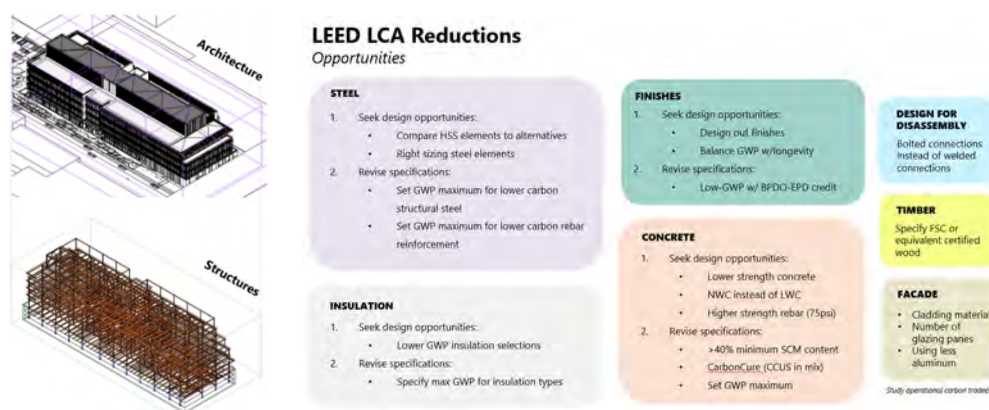 Architecture
Structures
LEED LCA Reductions
Opportunities
STEEL
1. Seek design opportunities:
• Compare HSS elements to alternatives
• Right sizing steel elements
2. Revise specifications:
• Set GWP maximum for lower carbon
structural steel
• Set GWP maximum for lower carbon rebar
reinforcement
INSULATION
1. Seek design opportunities:
• Lower GWP insulation selections
2. Revise specifications:
• Specify max GWP for insulation types
FINISHES
1. Seek design opportunities:
• Design out finishes
• Balance GWP w/longevity
2. Revise specifications:
• Low-GWP w/ BPDO-EPD credit
CONCRETE
1. Seek design opportunities:
• Lower strength concrete
• NWC instead of LWC
• Higher strength rebar (75psi)
2. Revise specifications:
• >40% minimum SCM content
• CarbonCure (CCUS in mix)
• Set GWP maximum
DESIGN FOR
DISASSEMBLY
Bolted connections
Instead of welded
connections
TIMBER
Specify FSC or
equivalent certified
wood
FACADE
• Cladding material
• Number of
glazing panes
• Using less
aluminum
Study operational carbon